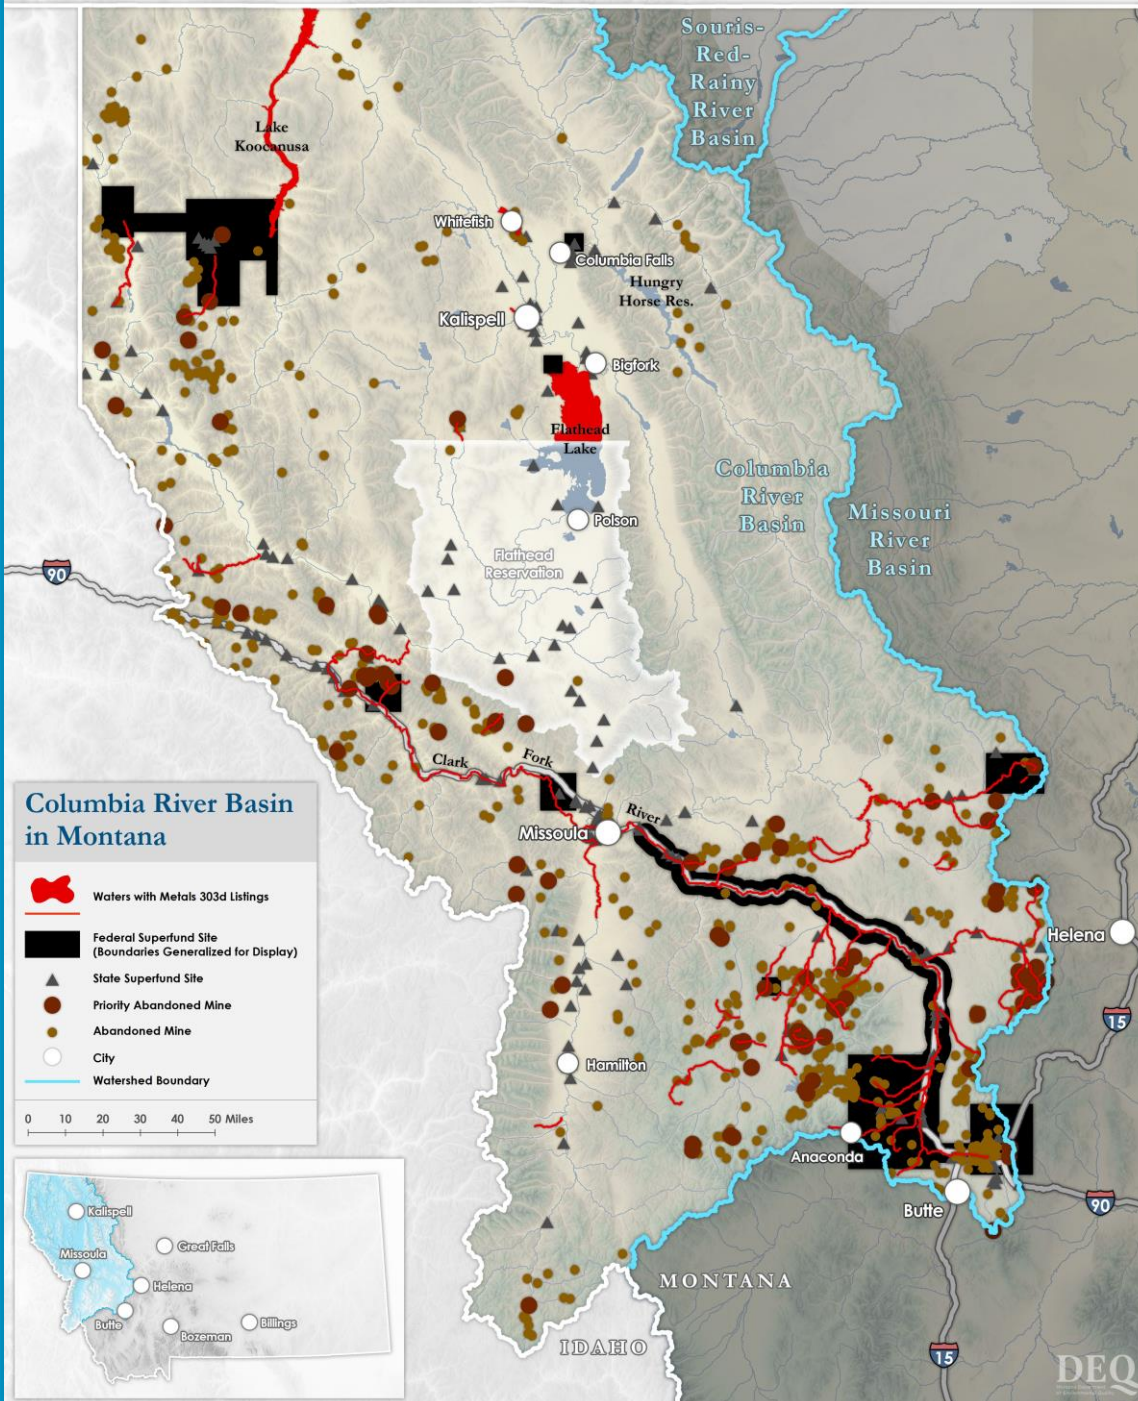 Souris-
Red-
Rainy
River
Basin
Lake
Koocanusa
Whitefish
Columbia Falls
Hungry
Horse Res.
Kalispell
Bigfork
Flathead
Lake
Columbia
River
Basin
Missouri
River
Basin
Polson
Flathead
Reservation
90
Clark
Fork
River
Missoula
Helena
15
Hamilton
Anaconda
Butte
90
MONTANA
IDAHO
15
Columbia River Basin
in Montana
Waters with Metals 303d Listings
Federal Superfund Site
(Boundaries Generalized for Display)
State Superfund Site
Priority Abandoned Mine
Abandoned Mine
City
Watershed Boundary
0 10 20 30 40 50 Miles
Kalispell
Great Falls
Missoula
Helena
Butte
Bozeman
Billings
DEQ